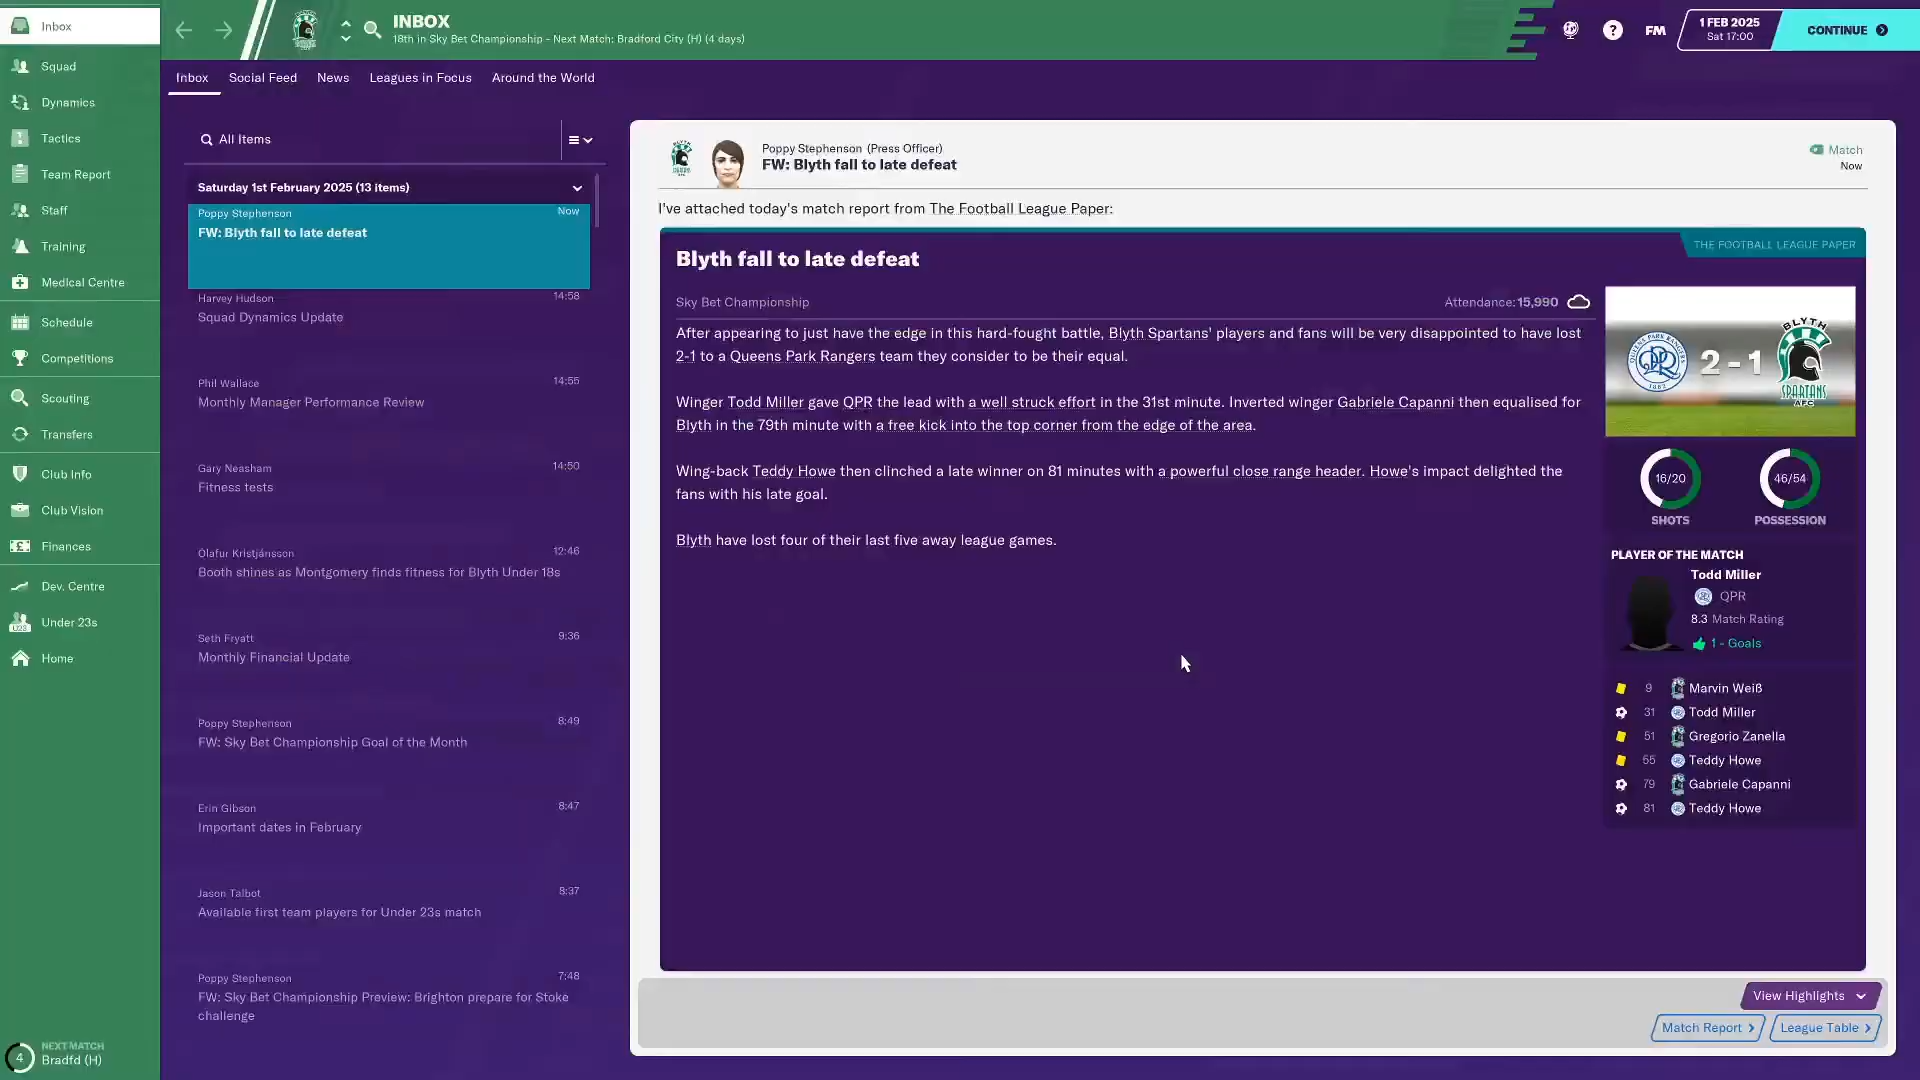 Inbox
Squad
Dynamics
Tactics
Team Report
Staff
Training
Medical Centre
Schedule
Competitions
Scouting
Transfers
Club Info
Club Vision
Finances
Dev. Centre
Under 23s
Home
4
NEXT MATCH
Bradfd (H)
INBOX
18th in Sky Bet Championship - Next Match: Bradford City (H) (4 days)
?
FM
1 FEB 2025
Sat 17:00
CONTINUE
Inbox Social Feed News Leagues in Focus Around the World
All Items
Saturday 1st February 2025 (13 items)
Poppy Stephenson Now
FW: Blyth fall to late defeat
Harvey Hudson 14:58
Squad Dynamics Update
Phil Wallace 14:55
Monthly Manager Performance Review
Gary Neasham 14:50
Fitness tests
Ólafur Kristjánsson 12:46
Booth shines as Montgomery finds fitness for Blyth Under 18s
Seth Fryatt 9:36
Monthly Financial Update
Poppy Stephenson 8:49
FW: Sky Bet Championship Goal of the Month
Erin Gibson 8:47
Important dates in February
Jason Talbot 8:37
Available first team players for Under 23s match
Poppy Stephenson 7:48
FW: Sky Bet Championship Preview: Brighton prepare for Stoke
challenge
Poppy Stephenson (Press Officer)
FW: Blyth fall to late defeat
Match
Now
I've attached today's match report from The Football League Paper:
THE FOOTBALL LEAGUE PAPER
Blyth fall to late defeat
Sky Bet Championship
Attendance: 15,990
After appearing to just have the edge in this hard-fought battle, Blyth Spartans' players and fans will be very disappointed to have lost
2-1 to a Queens Park Rangers team they consider to be their equal.
Winger Todd Miller gave QPR the lead with a well struck effort in the 31st minute. Inverted winger Gabriele Capanni then equalised for
Blyth in the 79th minute with a free kick into the top corner from the edge of the area.
Wing-back Teddy Howe then clinched a late winner on 81 minutes with a powerful close range header. Howe's impact delighted the
fans with his late goal.
Blyth have lost four of their last five away league games.
2 - 1
BLYTH
SPARTANS
AFC
16/20
SHOTS
46/54
POSSESSION
PLAYER OF THE MATCH
Todd Miller
QPR
8.3 Match Rating
1 - Goals
9 Marvin Weiß
31 Todd Miller
51 Gregorio Zanella
55 Teddy Howe
79 Gabriele Capanni
81 Teddy Howe
View Highlights
Match Report
League Table